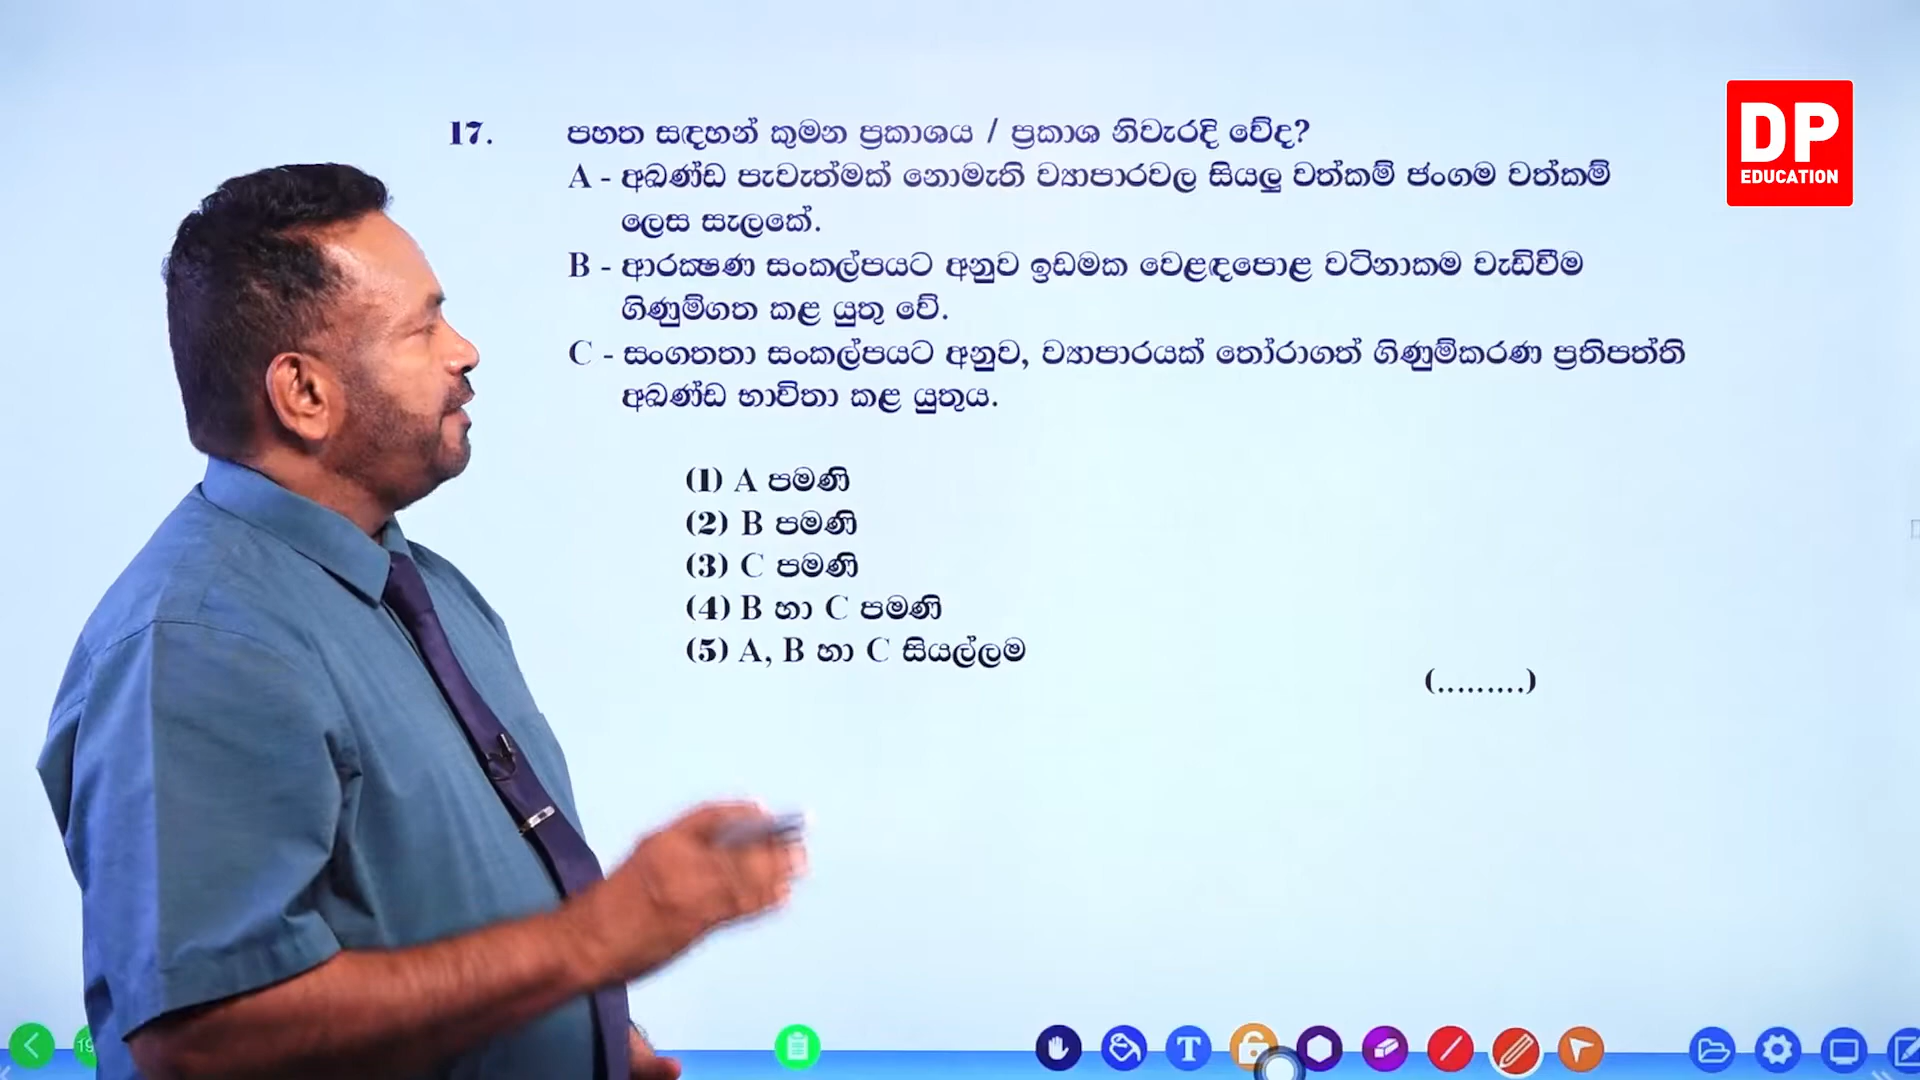 DP
EDUCATION
17. පහත සඳහන් කුමන ප්‍රකාශය / ප්‍රකාශ නිවැරදි වේද?
A - අඛණ්ඩ පැවැත්මක් නොමැති ව්‍යාපාරවල සියලු වත්කම් ජංගම වත්කම්
ලෙස සැලකේ.
B - ආරක්ෂණ සංකල්පයට අනුව ඉඩමක වෙළඳපොළ වටිනාකම වැඩිවීම
ගිණුම්ගත කළ යුතු වේ.
C - සංගතතා සංකල්පයට අනුව, ව්‍යාපාරයක් තෝරාගත් ගිණුම්කරණ ප්‍රතිපත්ති
අඛණ්ඩ භාවිතා කළ යුතුය.
(1) A පමණි
(2) B පමණි
(3) C පමණි
(4) B හා C පමණි
(5) A, B හා C සියල්ලම
(.........)
19
T